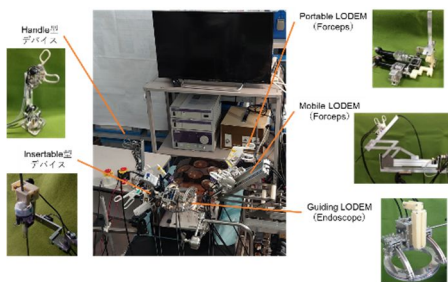 Handle型
デバイス
Insertable型
デバイス
Portable LODEM
(Forceps)
Mobile LODEM
(Forceps)
Guiding LODEM
(Endoscope)